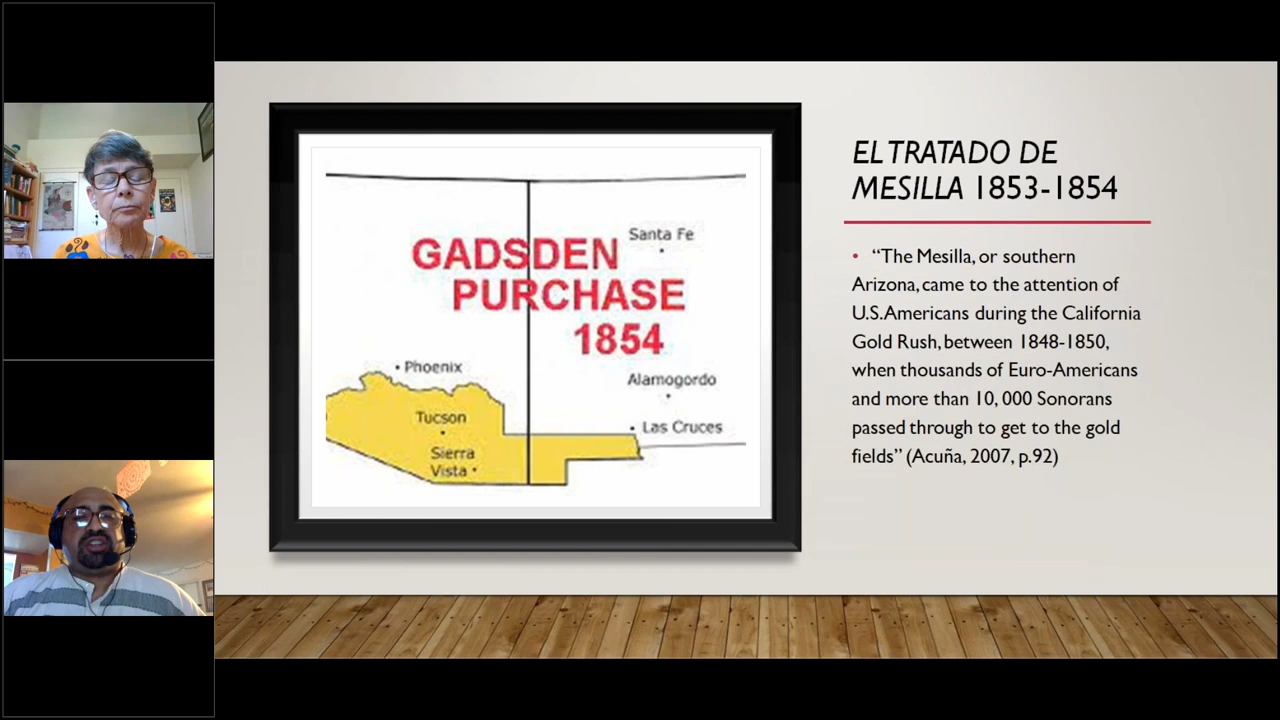 GADSDEN
PURCHASE
1854
Santa Fe
Phoenix
Alamogordo
Tucson
Las Cruces
Sierra
Vista
EL TRATADO DE
MESILLA 1853-1854
• “The Mesilla, or southern
Arizona, came to the attention of
U.S. Americans during the California
Gold Rush, between 1848-1850,
when thousands of Euro-Americans
and more than 10, 000 Sonorans
passed through to get to the gold
fields” (Acuña, 2007, p.92)